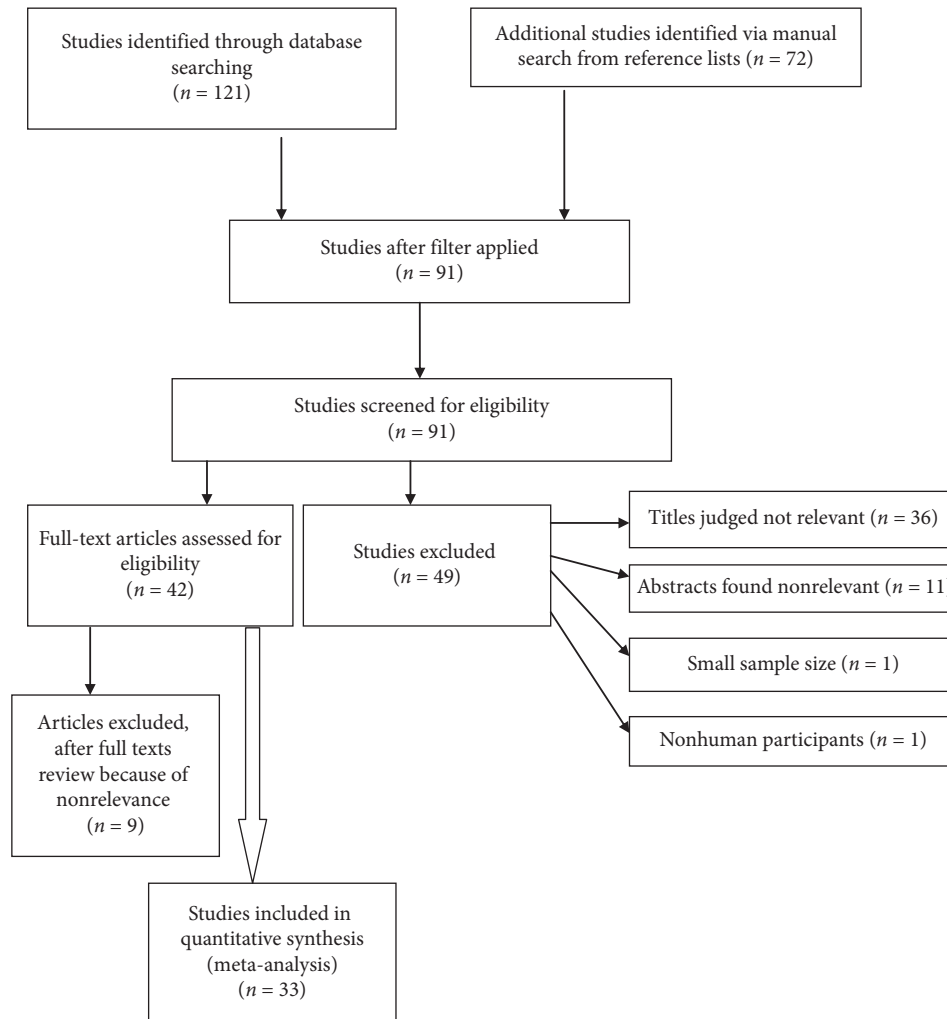 Studies identified through database
searching
(n = 121)
Additional studies identified via manual
search from reference lists (n = 72)
Studies after filter applied
(n = 91)
Studies screened for eligibility
(n = 91)
Full-text articles assessed for
eligibility
(n = 42)
Studies excluded
(n = 49)
Titles judged not relevant (n = 36)
Abstracts found nonrelevant (n = 11)
Small sample size (n = 1)
Nonhuman participants (n = 1)
Articles excluded,
after full texts
review because of
nonrelevance
(n = 9)
Studies included in
quantitative synthesis
(meta-analysis)
(n = 33)